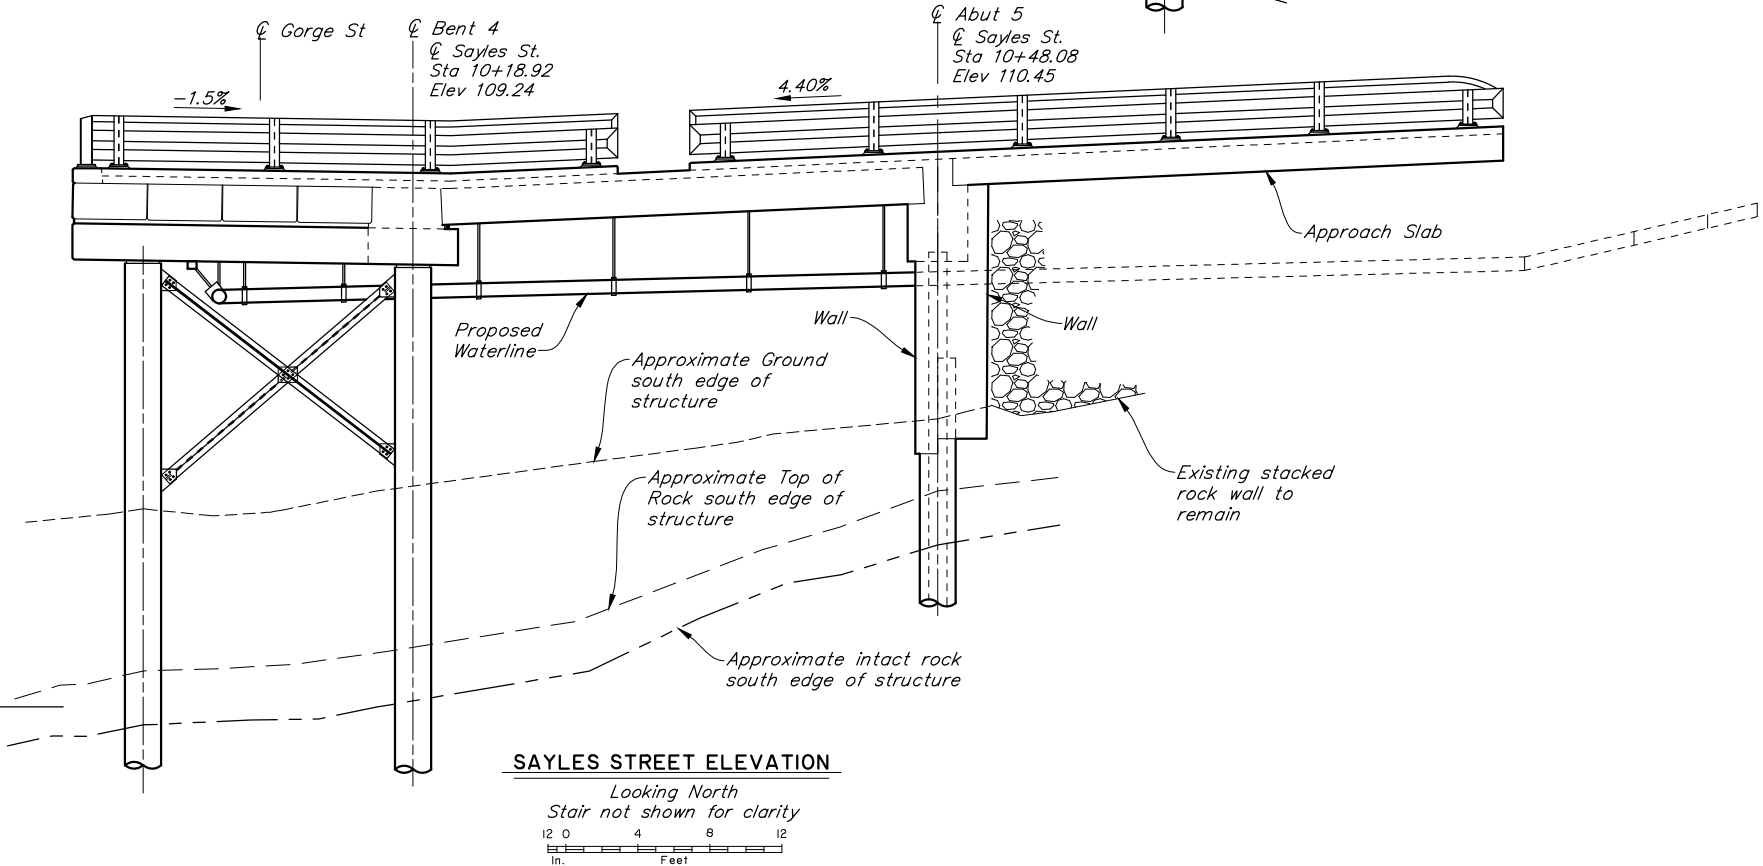 ℄ Gorge St
℄ Bent 4
℄ Sayles St.
Sta 10+18.92
Elev 109.24
℄ Abut 5
℄ Sayles St.
Sta 10+48.08
Elev 110.45
-1.5%
4.40%
Approach Slab
Proposed
Waterline
Wall
Wall
Approximate Ground
south edge of
structure
Approximate Top of
Rock south edge of
structure
Existing stacked
rock wall to
remain
Approximate intact rock
south edge of structure
SAYLES STREET ELEVATION
Looking North
Stair not shown for clarity
12 0 4 8 12
In. Feet